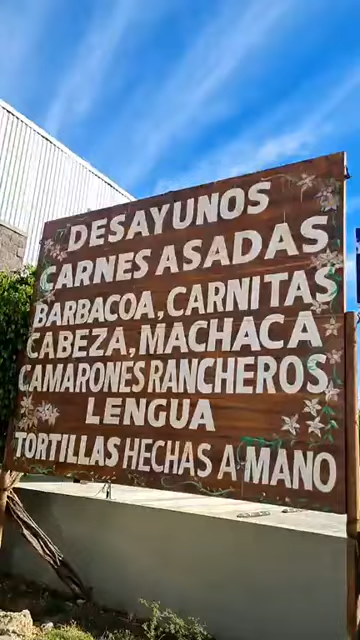 DESAYUNOS
CARNES ASADAS
BARBACOA, CARNITAS
CABEZA, MACHACA
CAMARONES RANCHEROS
LENGUA
TORTILLAS HECHAS A MANO